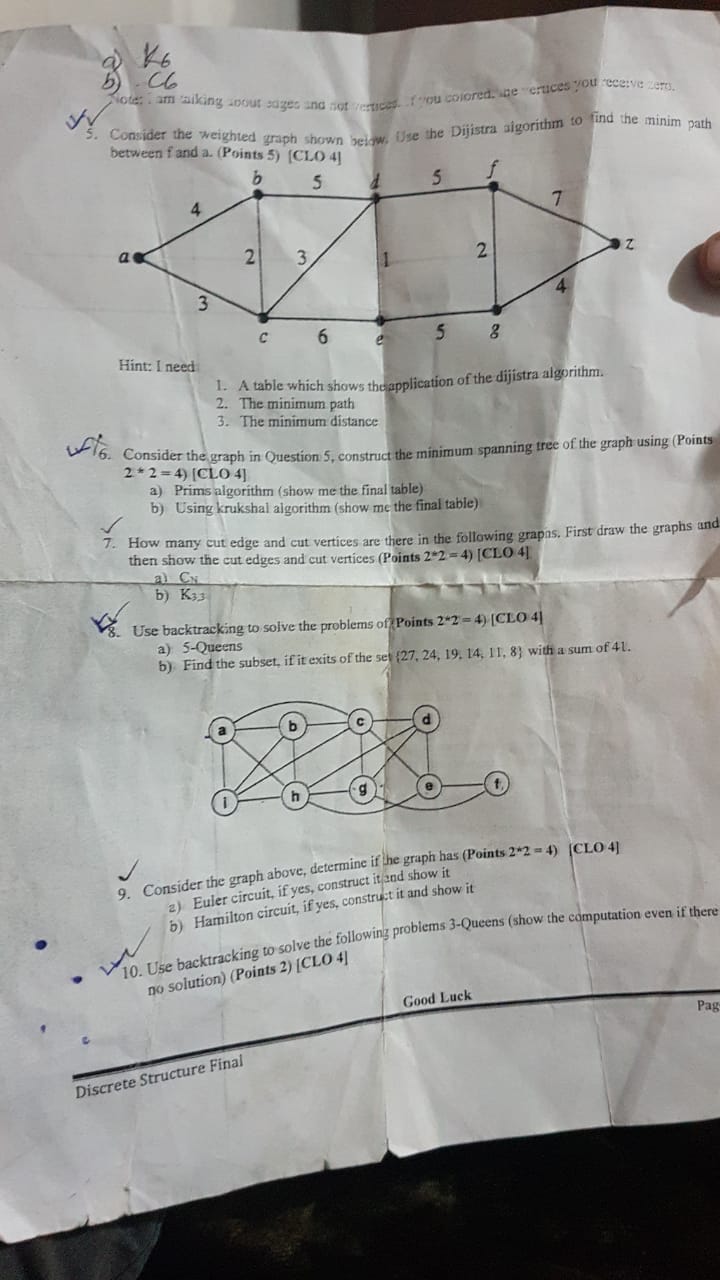 a) K6
b) C6
Note: I am talking about edges and not vertices. If you colored, the vertices you receive zero.
5. Consider the weighted graph shown below. Use the Dijistra algorithm to find the minim path
between f and a. (Points 5) [CLO 4]
b 5 d 5 f
4 7
a 2 3 1 2 z
3 4
c 6 e 5 g
Hint: I need
1. A table which shows the application of the dijistra algorithm.
2. The minimum path
3. The minimum distance
6. Consider the graph in Question 5, construct the minimum spanning tree of the graph using (Points
2 * 2 = 4) [CLO 4]
a) Prims algorithm (show me the final table)
b) Using krukshal algorithm (show me the final table)
7. How many cut edge and cut vertices are there in the following graphs. First draw the graphs and
then show the cut edges and cut vertices (Points 2*2 = 4) [CLO 4]
a) CN
b) K3,3
8. Use backtracking to solve the problems of (Points 2*2 = 4) [CLO 4]
a) 5-Queens
b) Find the subset, if it exits of the set {27, 24, 19, 14, 11, 8} with a sum of 41.
a b c d
i h g e f
9. Consider the graph above, determine if the graph has (Points 2*2 = 4) [CLO 4]
a) Euler circuit, if yes, construct it and show it
b) Hamilton circuit, if yes, construct it and show it
10. Use backtracking to solve the following problems 3-Queens (show the computation even if there
no solution) (Points 2) [CLO 4]
Good Luck
Pag
Discrete Structure Final